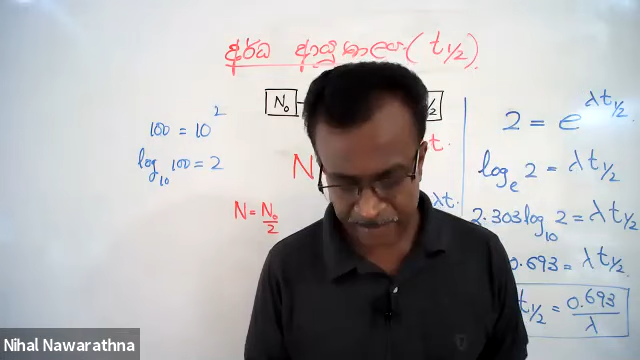 අර්ධ ආයු කාලය (t1/2)
100 = 10²
log₁₀ 100 = 2
N₀
N
t.
N = N₀/2
λt.
2 = e^λt1/2
logₑ 2 = λt1/2
2.303 log₁₀ 2 = λt1/2
0.693 = λt1/2.
t1/2 = 0.693/λ
Nihal Nawarathna